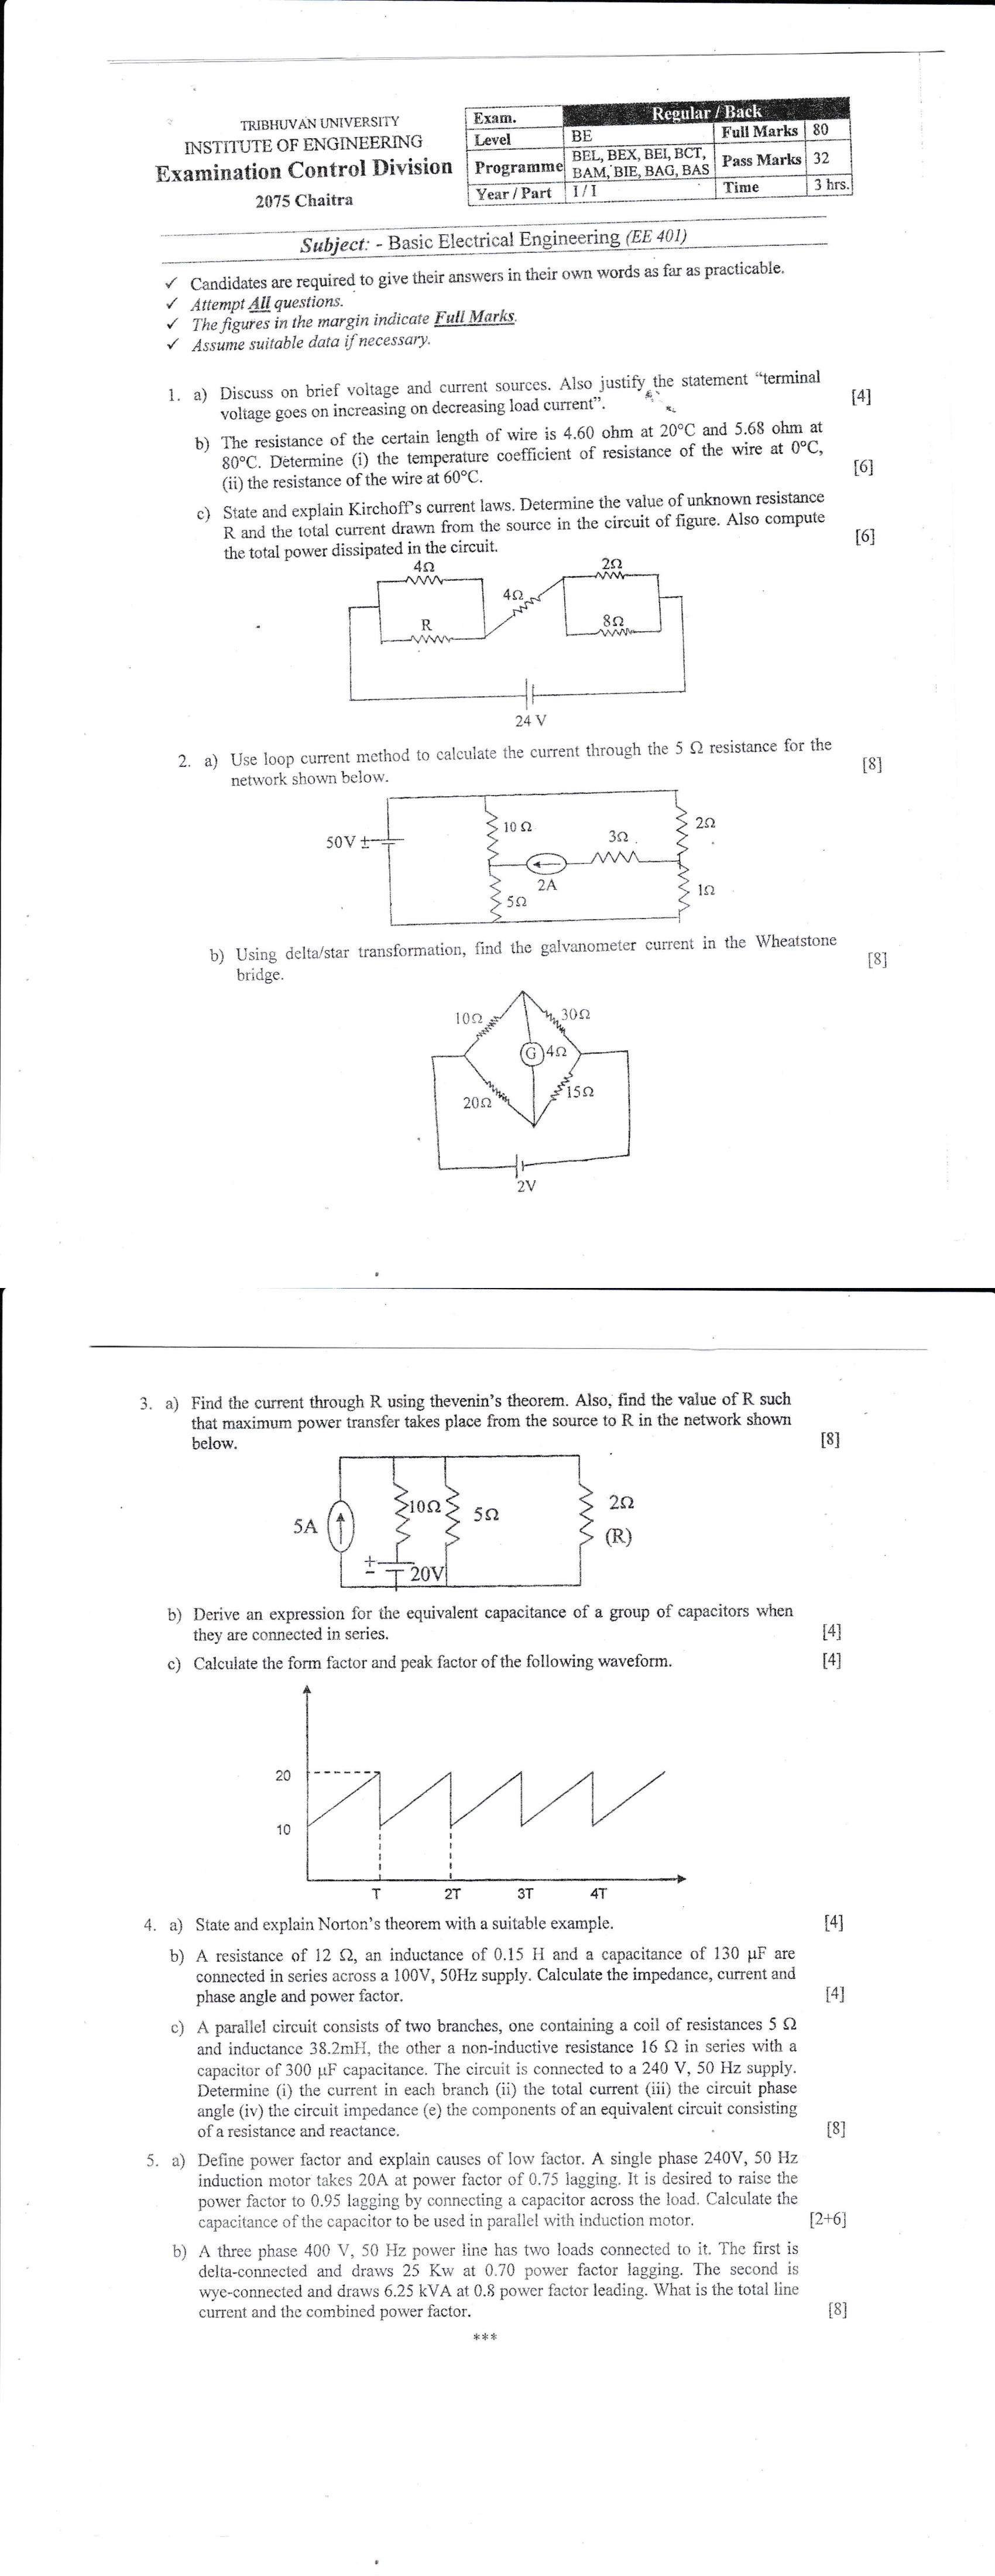 TRIBHUVAN UNIVERSITY
INSTITUTE OF ENGINEERING
Examination Control Division
2075 Chaitra
Exam. Regular / Back
Level BE Full Marks 80
Programme BEL, BEX, BEI, BCT, BAM, BIE, BAG, BAS Pass Marks 32
Year / Part I / I Time 3 hrs.
Subject: - Basic Electrical Engineering (EE 401)
✓ Candidates are required to give their answers in their own words as far as practicable.
✓ Attempt All questions.
✓ The figures in the margin indicate Full Marks.
✓ Assume suitable data if necessary.
1. a) Discuss on brief voltage and current sources. Also justify the statement “terminal
voltage goes on increasing on decreasing load current”. [4]
b) The resistance of the certain length of wire is 4.60 ohm at 20°C and 5.68 ohm at
80°C. Determine (i) the temperature coefficient of resistance of the wire at 0°C,
(ii) the resistance of the wire at 60°C. [6]
c) State and explain Kirchoff's current laws. Determine the value of unknown resistance
R and the total current drawn from the source in the circuit of figure. Also compute
the total power dissipated in the circuit. [6]
4Ω
2Ω
4Ω
R
8Ω
24 V
2. a) Use loop current method to calculate the current through the 5 Ω resistance for the
network shown below. [8]
10 Ω
2Ω
50V ±
3Ω
2A
5Ω
1Ω
b) Using delta/star transformation, find the galvanometer current in the Wheatstone
bridge. [8]
10Ω
30Ω
G 4Ω
20Ω
15Ω
2V
3. a) Find the current through R using thevenin's theorem. Also, find the value of R such
that maximum power transfer takes place from the source to R in the network shown
below. [8]
10Ω
5Ω
2Ω
5A
(R)
+
-
20V
b) Derive an expression for the equivalent capacitance of a group of capacitors when
they are connected in series. [4]
c) Calculate the form factor and peak factor of the following waveform. [4]
20
10
T 2T 3T 4T
4. a) State and explain Norton's theorem with a suitable example. [4]
b) A resistance of 12 Ω, an inductance of 0.15 H and a capacitance of 130 μF are
connected in series across a 100V, 50Hz supply. Calculate the impedance, current and
phase angle and power factor. [4]
c) A parallel circuit consists of two branches, one containing a coil of resistances 5 Ω
and inductance 38.2mH, the other a non-inductive resistance 16 Ω in series with a
capacitor of 300 μF capacitance. The circuit is connected to a 240 V, 50 Hz supply.
Determine (i) the current in each branch (ii) the total current (iii) the circuit phase
angle (iv) the circuit impedance (e) the components of an equivalent circuit consisting
of a resistance and reactance. [8]
5. a) Define power factor and explain causes of low factor. A single phase 240V, 50 Hz
induction motor takes 20A at power factor of 0.75 lagging. It is desired to raise the
power factor to 0.95 lagging by connecting a capacitor across the load. Calculate the
capacitance of the capacitor to be used in parallel with induction motor. [2+6]
b) A three phase 400 V, 50 Hz power line has two loads connected to it. The first is
delta-connected and draws 25 Kw at 0.70 power factor lagging. The second is
wye-connected and draws 6.25 kVA at 0.8 power factor leading. What is the total line
current and the combined power factor. [8]
***